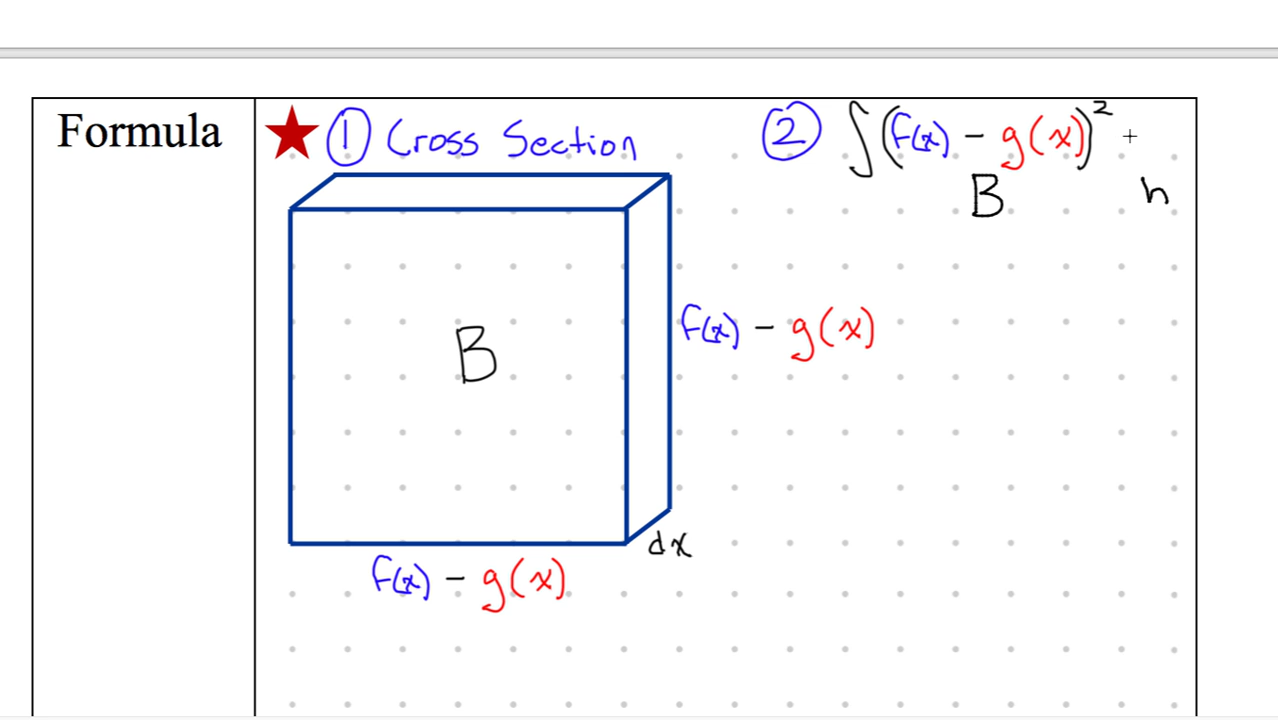 Formula
① Cross Section
② ∫(f(x) - g(x))²
B h
B
f(x) - g(x)
dx
f(x) - g(x)